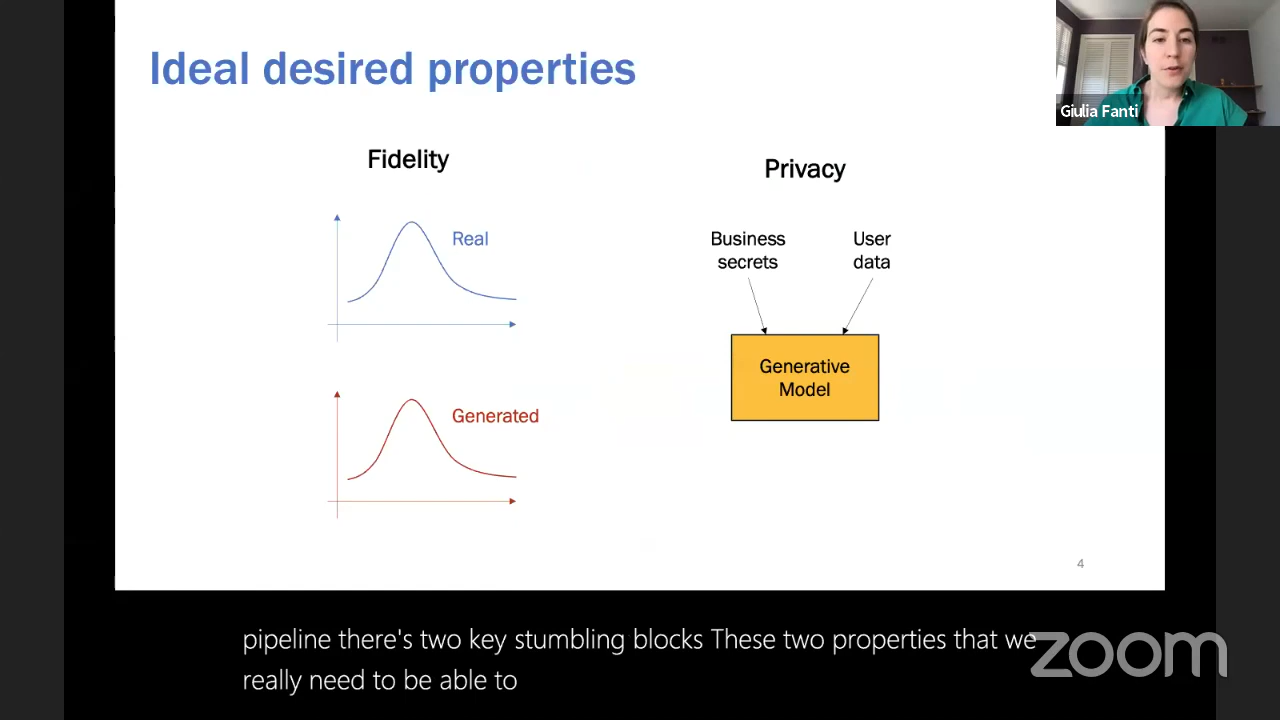 Ideal desired properties
Giulia Fanti
Fidelity
Real
Generated
Privacy
Business
secrets
User
data
Generative
Model
4
pipeline there's two key stumbling blocks These two properties that we
really need to be able to
zoom